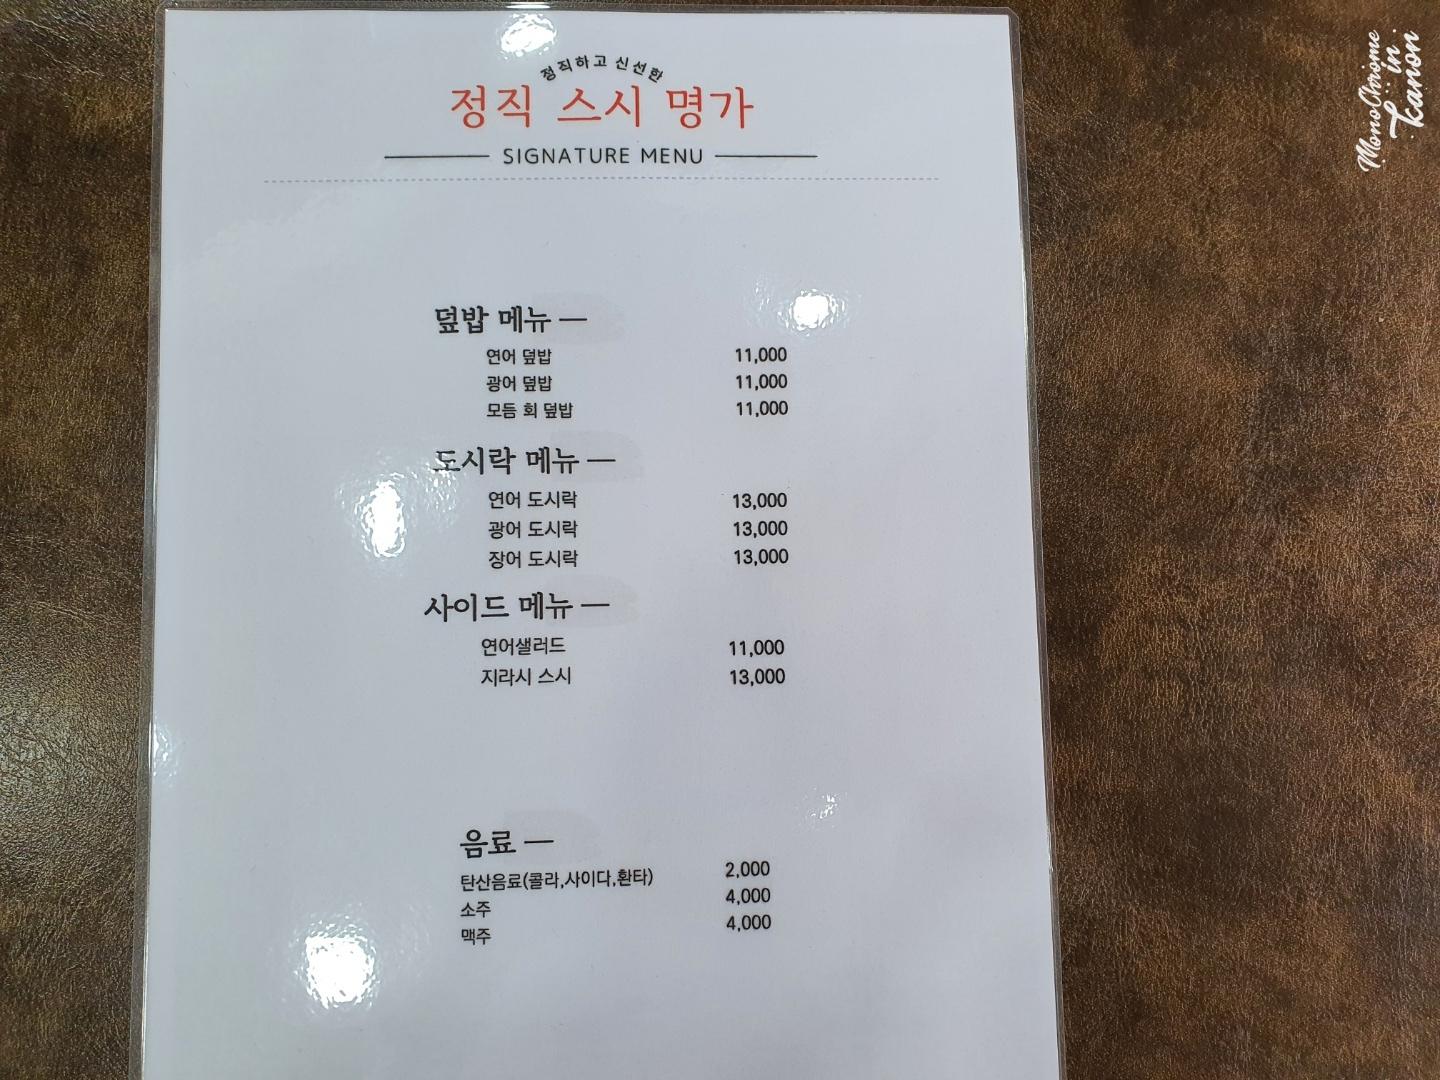 정직하고 신선한
정직 스시 명가
SIGNATURE MENU
덮밥 메뉴 —
연어 덮밥 11,000
광어 덮밥 11,000
모듬 회 덮밥 11,000
도시락 메뉴 —
연어 도시락 13,000
광어 도시락 13,000
장어 도시락 13,000
사이드 메뉴 —
연어샐러드 11,000
지라시 스시 13,000
음료 —
탄산음료(콜라,사이다,환타) 2,000
소주 4,000
맥주 4,000
MonoChrome
in
Kanon